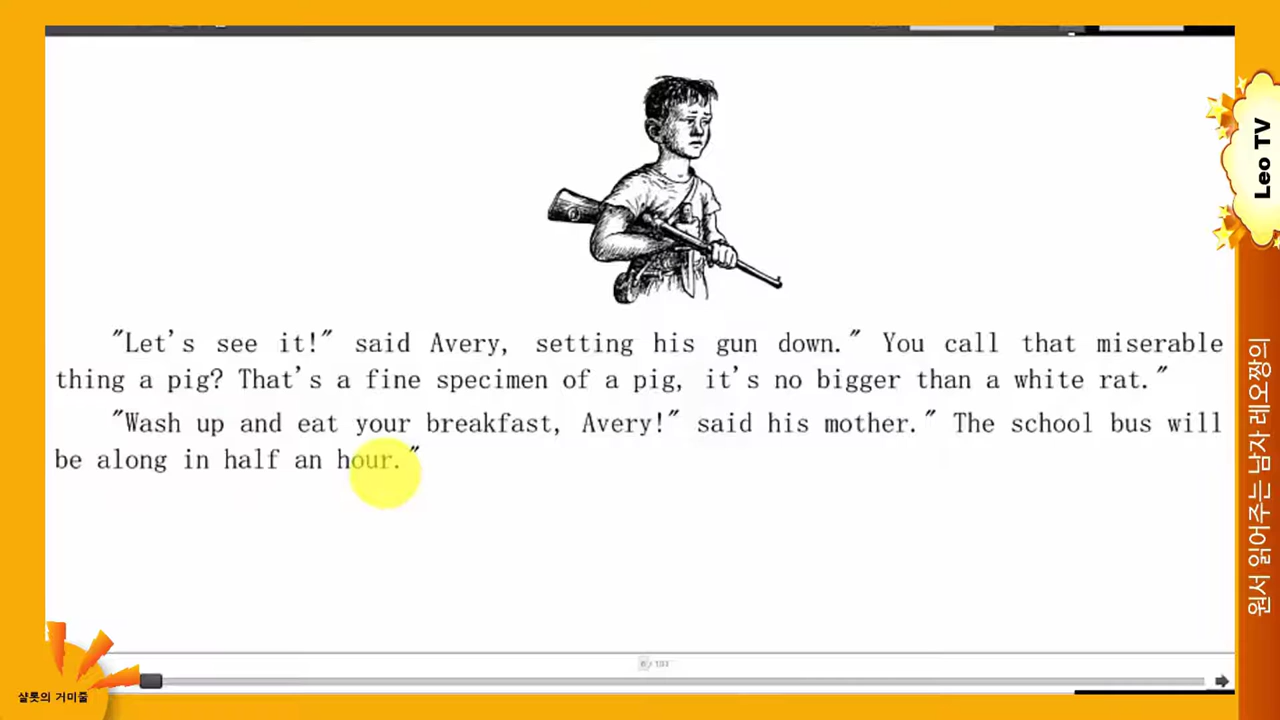 Leo TV
"Let's see it!" said Avery, setting his gun down." You call that miserable
thing a pig? That's a fine specimen of a pig, it's no bigger than a white rat."
"Wash up and eat your breakfast, Avery!" said his mother." The school bus will
be along in half an hour."
원서 읽어주는 남자 레오짱의
샬롯의 거미줄